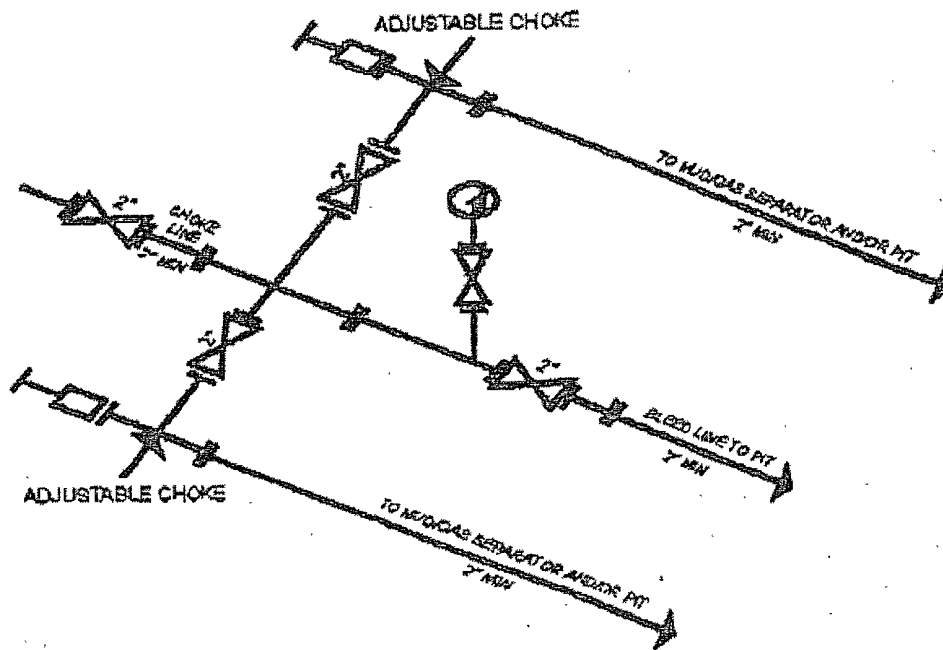 ADJUSTABLE CHOKE
TO MUD/GAS SEPARATOR AND/OR PIT
2" MIN
2"
2"
CHOKE
LINE
2" MIN
2"
2"
BLEED LINE TO PIT
2" MIN
ADJUSTABLE CHOKE
TO MUD/GAS SEPARATOR AND/OR PIT
2" MIN